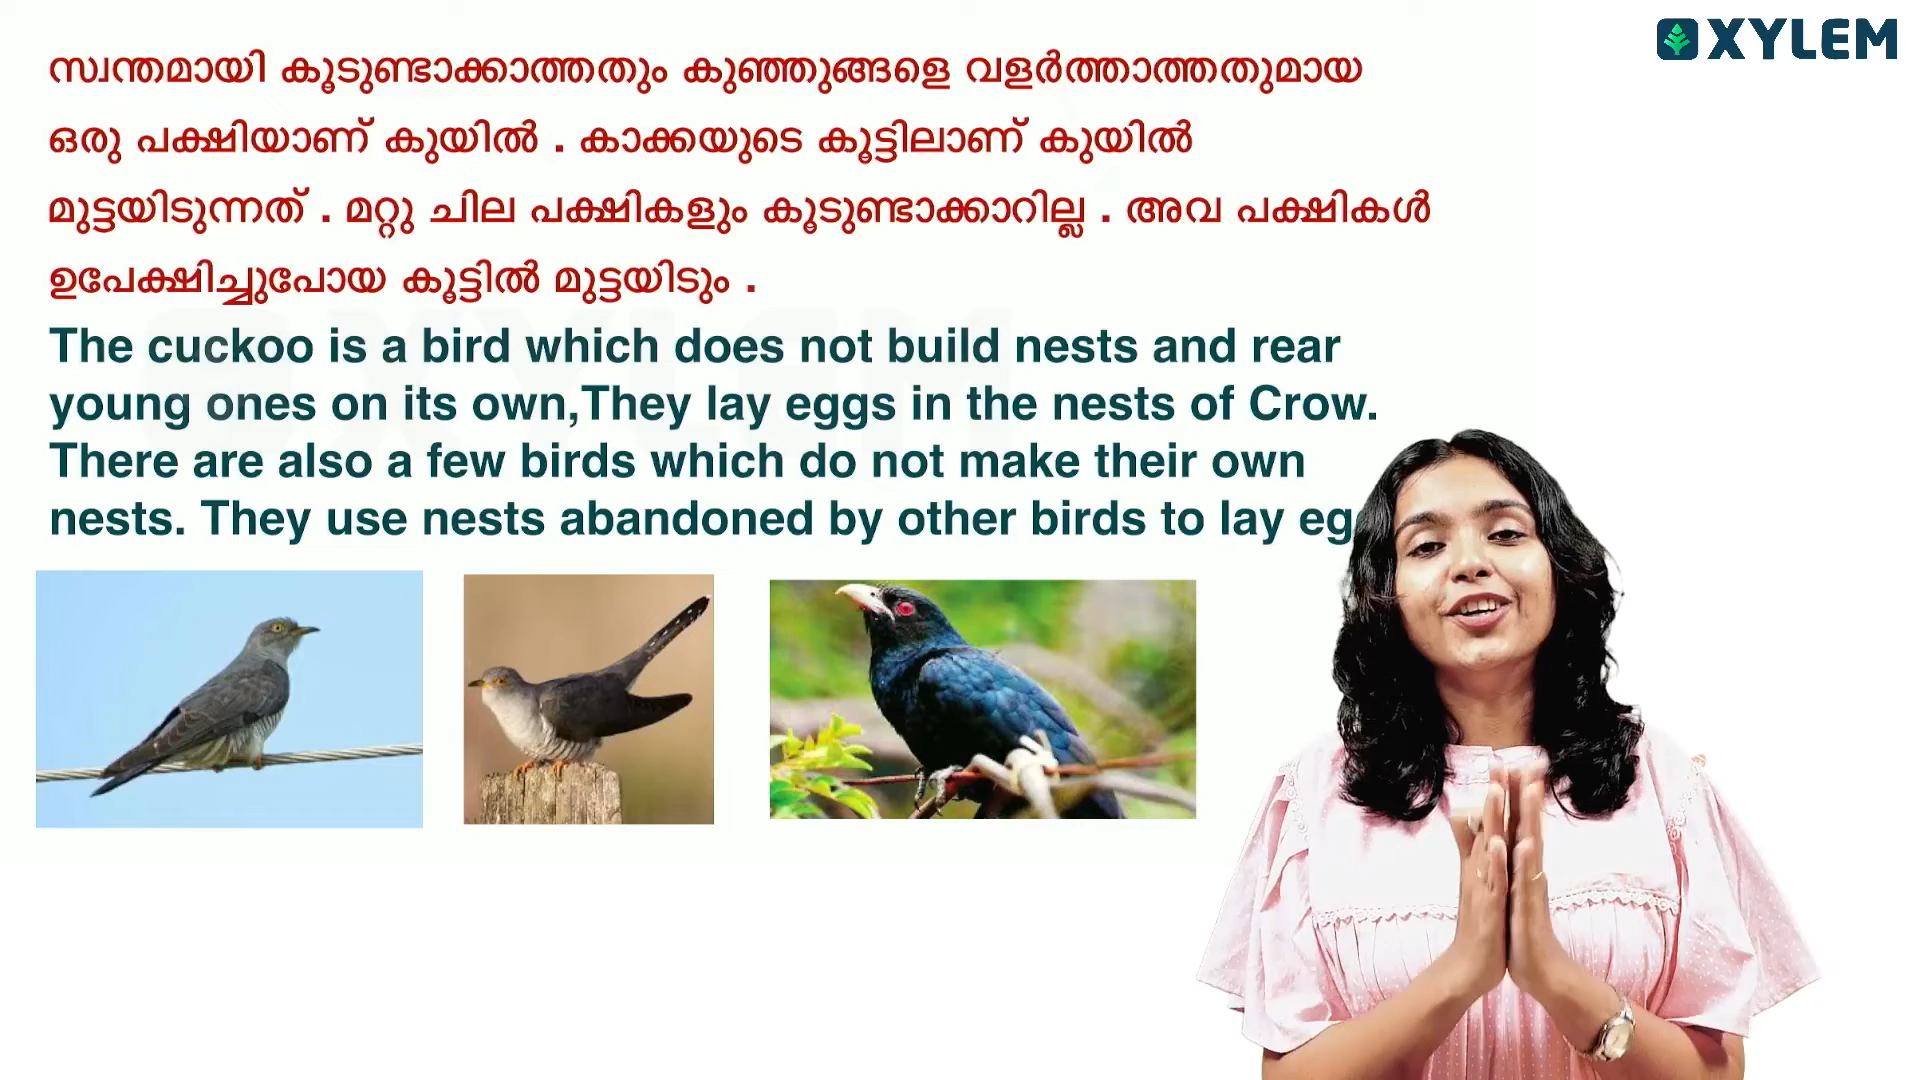 XYLEM
സ്വന്തമായി കൂടുണ്ടാക്കാത്തതും കുഞ്ഞുങ്ങളെ വളർത്താത്തതുമായ
ഒരു പക്ഷിയാണ് കുയിൽ . കാക്കയുടെ കൂട്ടിലാണ് കുയിൽ
മുട്ടയിടുന്നത് . മറ്റു ചില പക്ഷികളും കൂടുണ്ടാക്കാറില്ല . അവ പക്ഷികൾ
ഉപേക്ഷിച്ചുപോയ കൂട്ടിൽ മുട്ടയിടും .
The cuckoo is a bird which does not build nests and rear
young ones on its own,They lay eggs in the nests of Crow.
There are also a few birds which do not make their own
nests. They use nests abandoned by other birds to lay eg